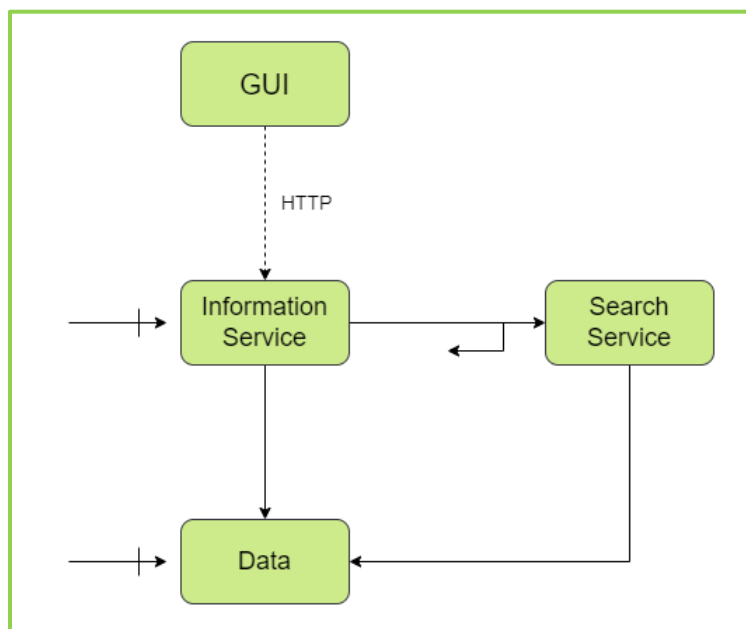 GUI
HTTP
Information
Service
Search
Service
Data